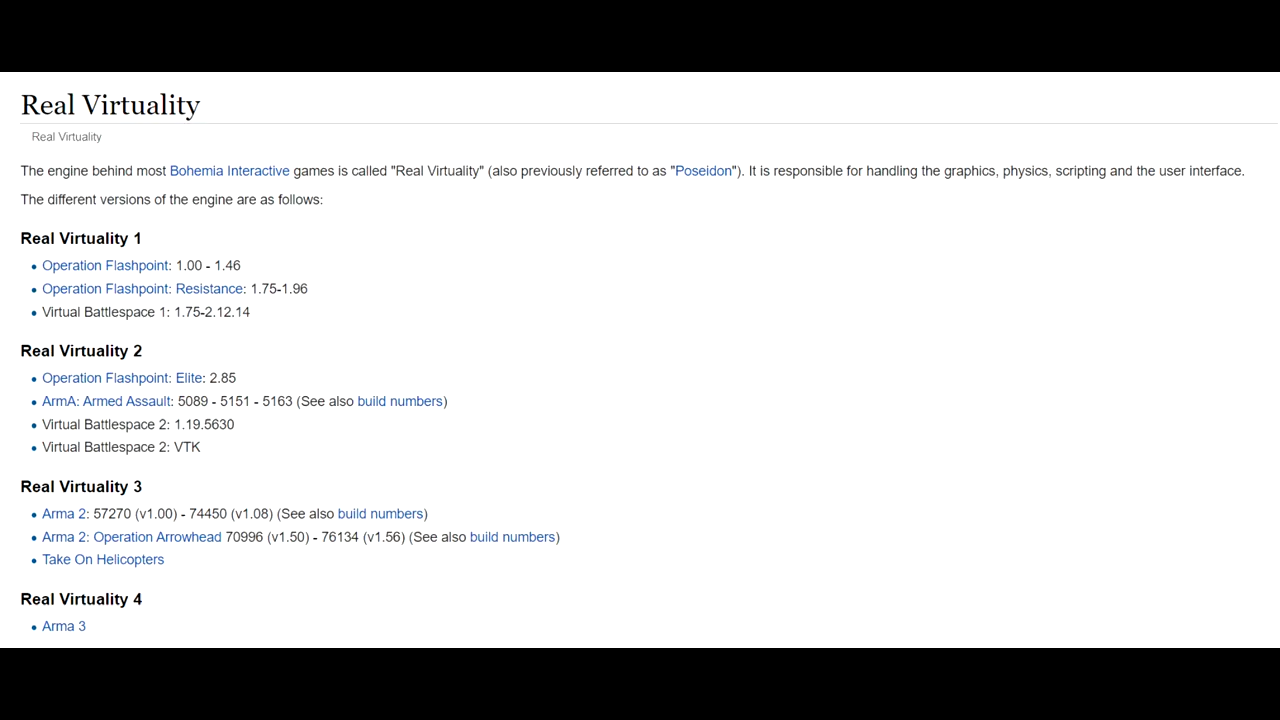 Real Virtuality
Real Virtuality
The engine behind most Bohemia Interactive games is called "Real Virtuality" (also previously referred to as "Poseidon"). It is responsible for handling the graphics, physics, scripting and the user interface.
The different versions of the engine are as follows:
Real Virtuality 1
• Operation Flashpoint: 1.00 - 1.46
• Operation Flashpoint: Resistance: 1.75-1.96
• Virtual Battlespace 1: 1.75-2.12.14
Real Virtuality 2
• Operation Flashpoint: Elite: 2.85
• ArmA: Armed Assault: 5089 - 5151 - 5163 (See also build numbers)
• Virtual Battlespace 2: 1.19.5630
• Virtual Battlespace 2: VTK
Real Virtuality 3
• Arma 2: 57270 (v1.00) - 74450 (v1.08) (See also build numbers)
• Arma 2: Operation Arrowhead 70996 (v1.50) - 76134 (v1.56) (See also build numbers)
• Take On Helicopters
Real Virtuality 4
• Arma 3